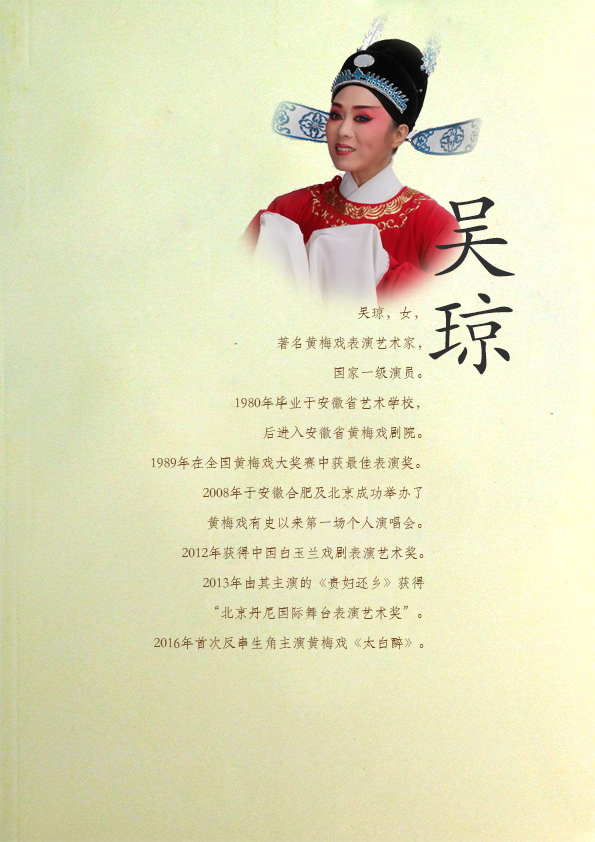 吴琼
吴琼，女，
著名黄梅戏表演艺术家，
国家一级演员。
1980年毕业于安徽省艺术学校，
后进入安徽省黄梅戏剧院。
1989年在全国黄梅戏大奖赛中获最佳表演奖。
2008年于安徽合肥及北京成功举办了
黄梅戏有史以来第一场个人演唱会。
2012年获得中国白玉兰戏剧表演艺术奖。
2013年由其主演的《贵妇还乡》获得
“北京丹尼国际舞台表演艺术奖”。
2016年首次反串生角主演黄梅戏《太白醉》。